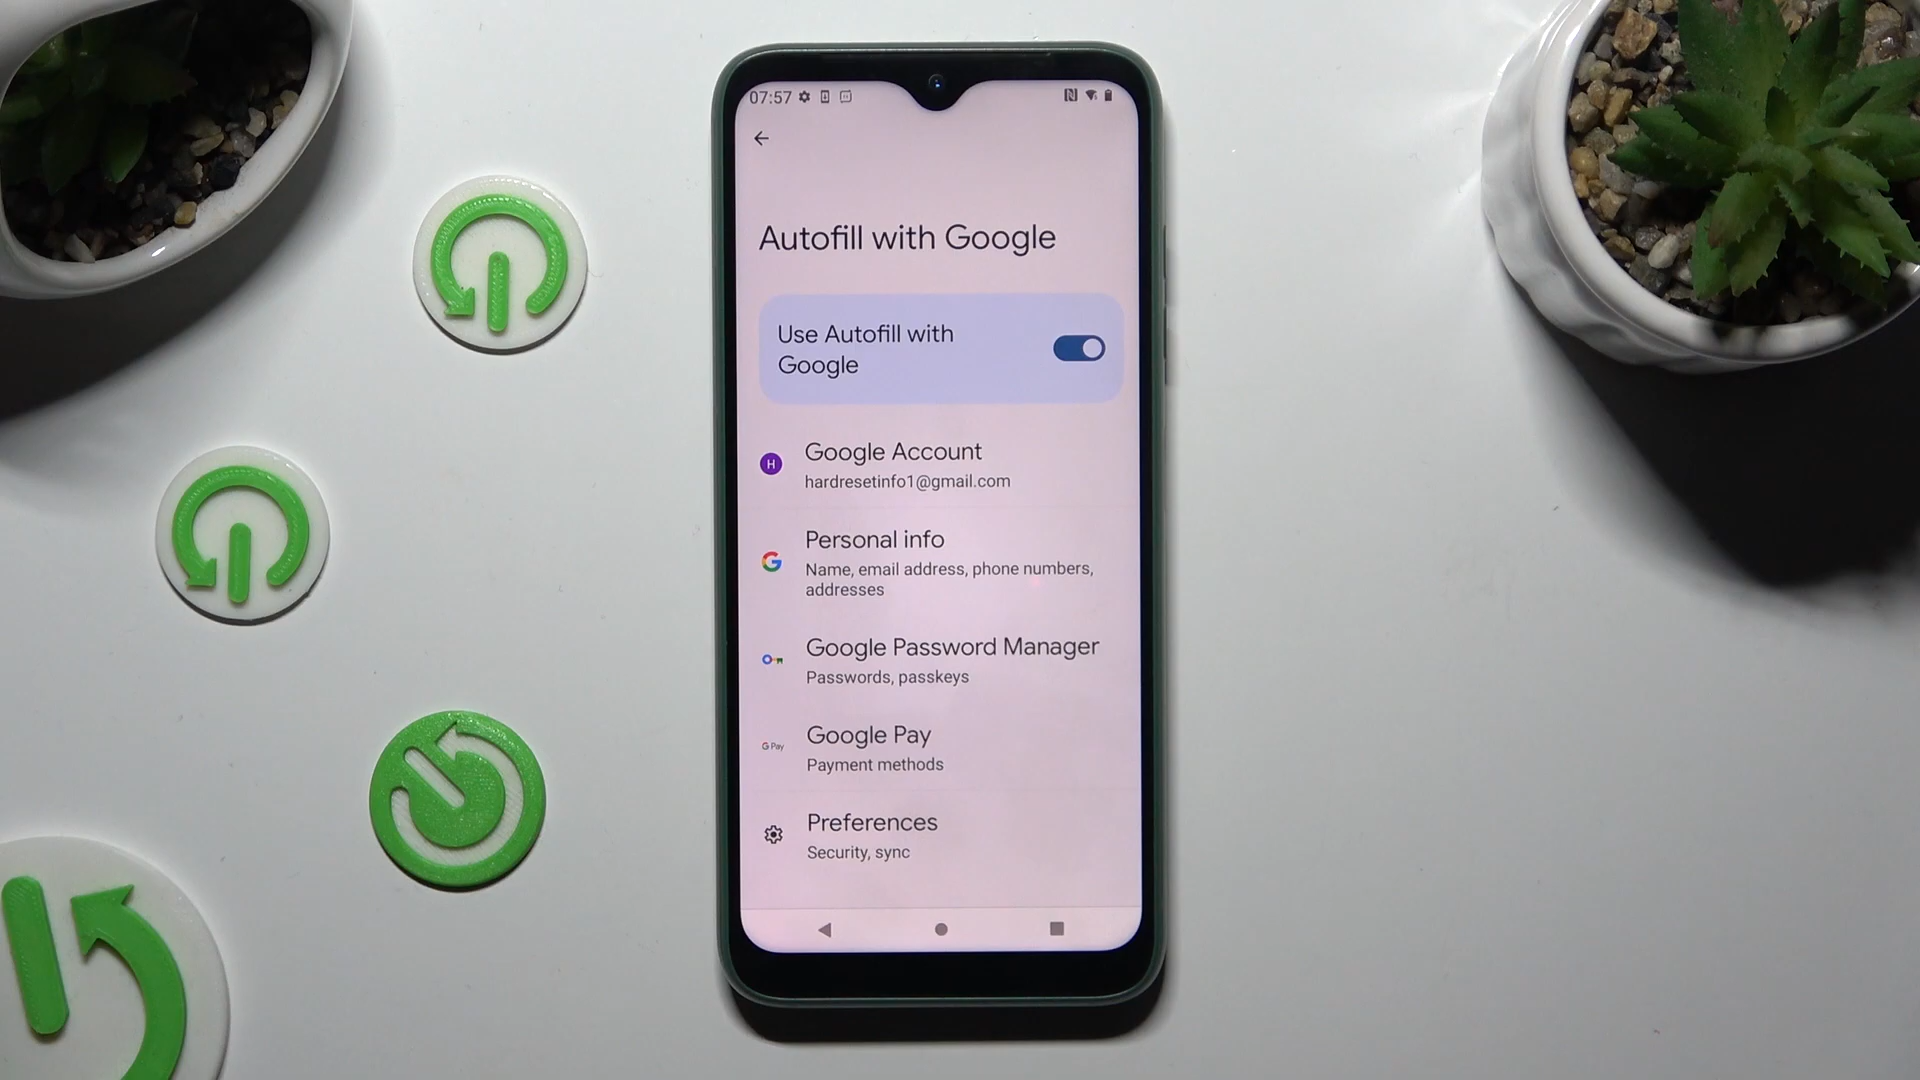 07:57
Autofill with Google
Use Autofill with
Google
H
Google Account
hardresetinfo1@gmail.com
Personal info
Name, email address, phone numbers,
addresses
Google Password Manager
Passwords, passkeys
G Pay
Google Pay
Payment methods
Preferences
Security, sync